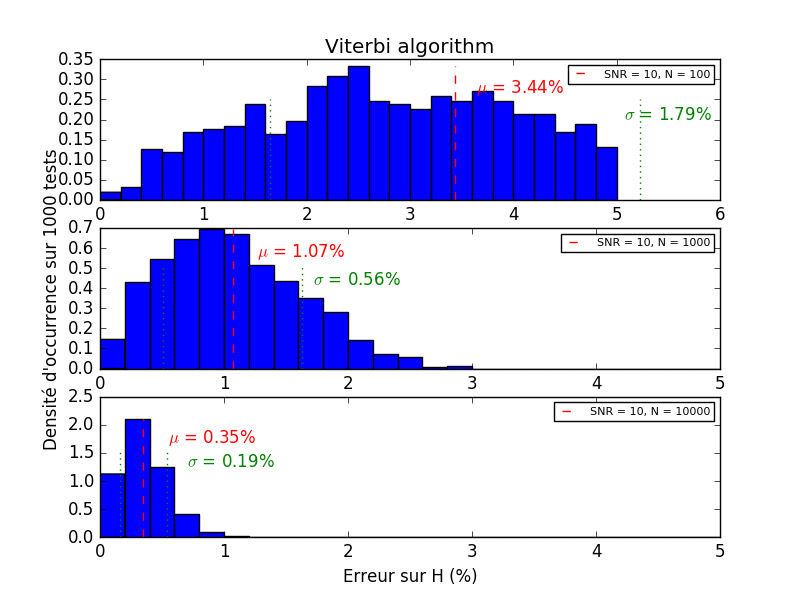 Viterbi algorithm
Densité d'occurrence sur 1000 tests
0.35
0.30
0.25
0.20
0.15
0.10
0.05
0.00
SNR = 10, N = 100
μ = 3.44%
σ = 1.79%
0 1 2 3 4 5 6
0.7
0.6
0.5
0.4
0.3
0.2
0.1
0.0
SNR = 10, N = 1000
μ = 1.07%
σ = 0.56%
0 1 2 3 4 5
2.5
2.0
1.5
1.0
0.5
0.0
SNR = 10, N = 10000
μ = 0.35%
σ = 0.19%
0 1 2 3 4 5
Erreur sur H (%)